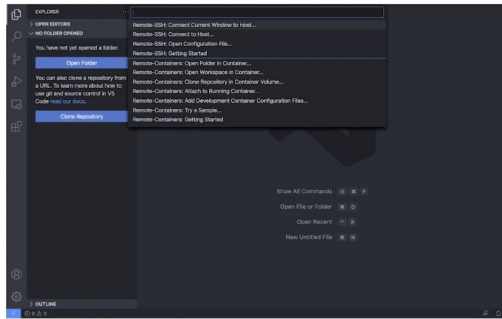 EXPLORER
...
> OPEN EDITORS
NO FOLDER OPENED
You have not yet opened a folder.
Open Folder
You can also clone a repository from
a URL. To learn more about how to
use git and source control in VS
Code read our docs.
Clone Repository
Remote-SSH: Connect Current Window to Host...
Remote-SSH: Connect to Host...
Remote-SSH: Open Configuration File...
Remote-SSH: Getting Started
Remote-Containers: Open Folder in Container...
Remote-Containers: Open Workspace in Container...
Remote-Containers: Clone Repository in Container Volume...
Remote-Containers: Attach to Running Container...
Remote-Containers: Add Development Container Configuration Files...
Remote-Containers: Try a Sample...
Remote-Containers: Getting Started
Show All Commands ⇧ ⌘ P
Open File or Folder ⌘ O
Open Recent ⌃ R
New Untitled File ⌘ N
> OUTLINE
0 0